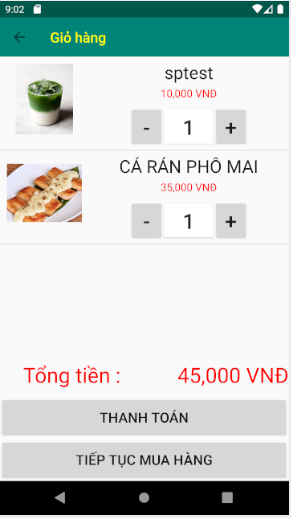 9:02
Giỏ hàng
sptest
10,000 VNĐ
- 1 +
CÁ RÁN PHÔ MAI
35,000 VNĐ
- 1 +
Tổng tiền : 45,000 VNĐ
THANH TOÁN
TIẾP TỤC MUA HÀNG